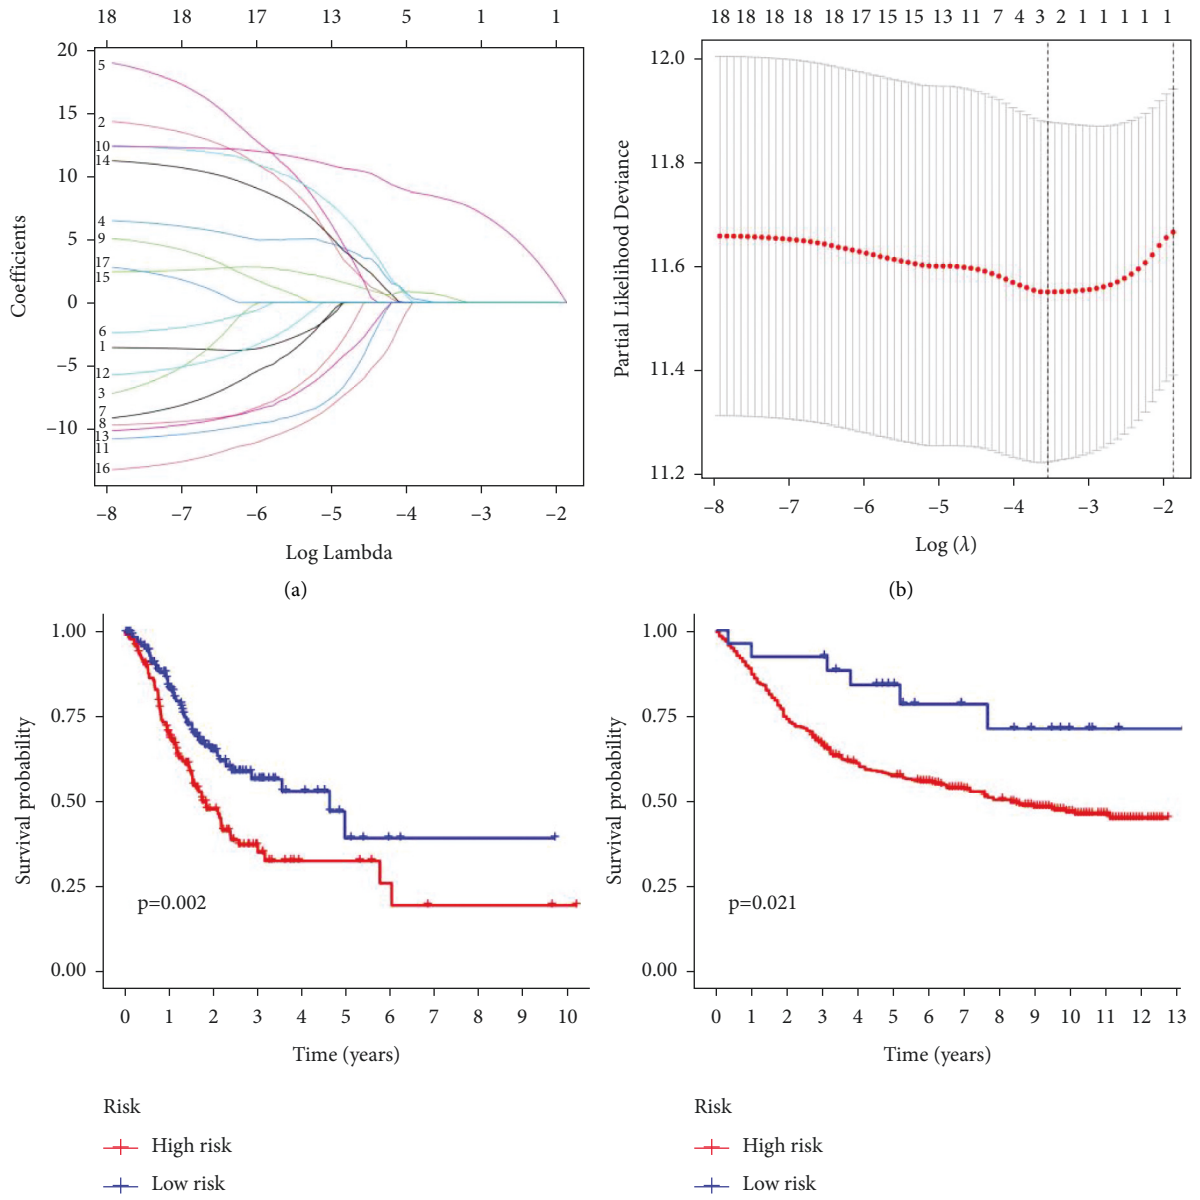 18 18 17 13 5 1 1
20
15
10
5
0
−5
−10
5
2
10
14
4
9
17
15
6
1
12
3
7
8
13
11
16
Coefficients
−8 −7 −6 −5 −4 −3 −2
Log Lambda
(a)
18 18 18 18 18 17 15 15 13 11 7 4 3 2 1 1 1 1 1
12.0
11.8
11.6
11.4
11.2
Partial Likelihood Deviance
−8 −7 −6 −5 −4 −3 −2
Log (λ)
(b)
1.00
0.75
0.50
0.25
0.00
Survival probability
p=0.002
0 1 2 3 4 5 6 7 8 9 10
Time (years)
Risk
High risk
Low risk
1.00
0.75
0.50
0.25
0.00
Survival probability
p=0.021
0 1 2 3 4 5 6 7 8 9 10 11 12 13
Time (years)
Risk
High risk
Low risk